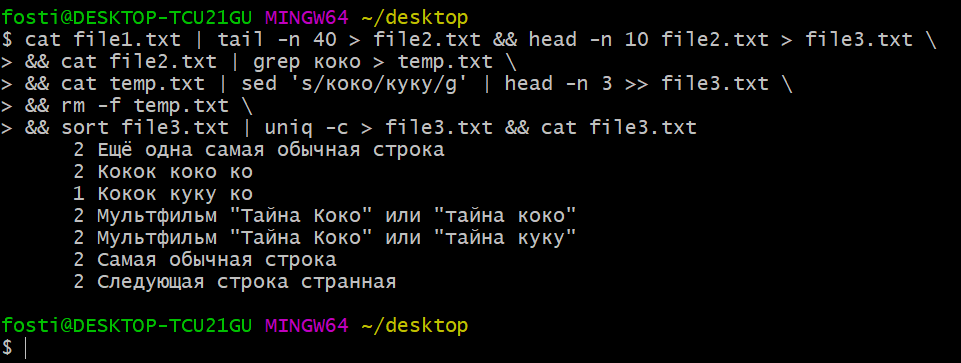 fosti@DESKTOP-TCU21GU MINGW64 ~/desktop
$ cat file1.txt | tail -n 40 > file2.txt && head -n 10 file2.txt > file3.txt \
> && cat file2.txt | grep коко > temp.txt \
> && cat temp.txt | sed 's/коко/куку/g' | head -n 3 >> file3.txt \
> && rm -f temp.txt \
> && sort file3.txt | uniq -c > file3.txt && cat file3.txt
2 Ещё одна самая обычная строка
2 Кокок коко ко
1 Кокок куку ко
2 Мультфильм "Тайна Коко" или "тайна коко"
2 Мультфильм "Тайна Коко" или "тайна куку"
2 Самая обычная строка
2 Следующая строка странная
fosti@DESKTOP-TCU21GU MINGW64 ~/desktop
$